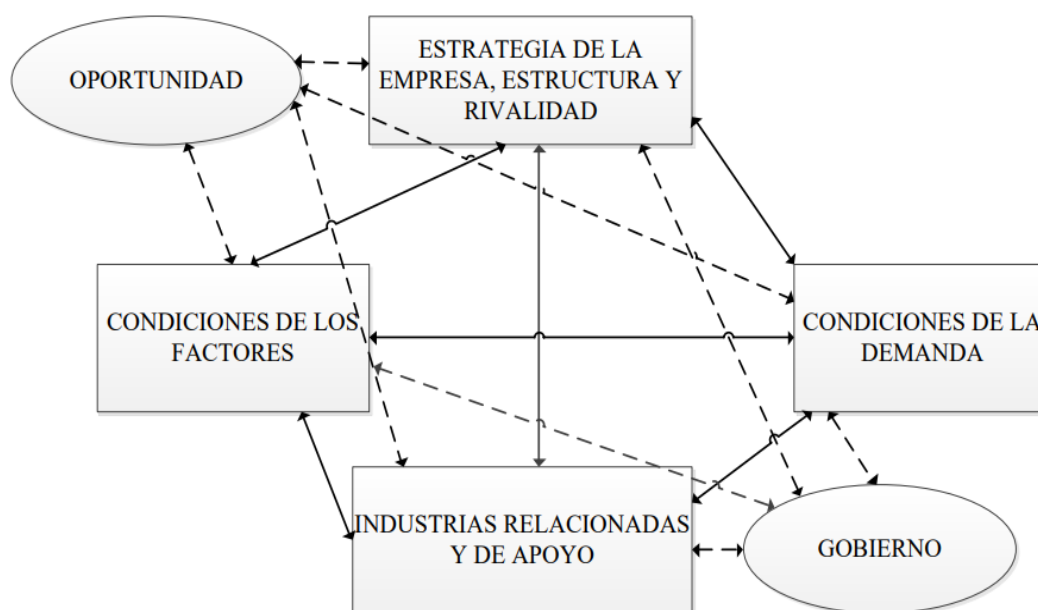 OPORTUNIDAD
ESTRATEGIA DE LA
EMPRESA, ESTRUCTURA Y
RIVALIDAD
CONDICIONES DE LOS
FACTORES
CONDICIONES DE LA
DEMANDA
INDUSTRIAS RELACIONADAS
Y DE APOYO
GOBIERNO